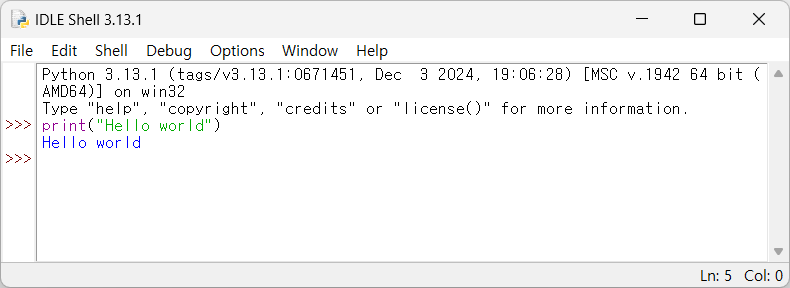 IDLE Shell 3.13.1
File Edit Shell Debug Options Window Help
Python 3.13.1 (tags/v3.13.1:0671451, Dec  3 2024, 19:06:28) [MSC v.1942 64 bit (
AMD64)] on win32
Type "help", "copyright", "credits" or "license()" for more information.
>>> print("Hello world")
Hello world
>>>
Ln: 5 Col: 0